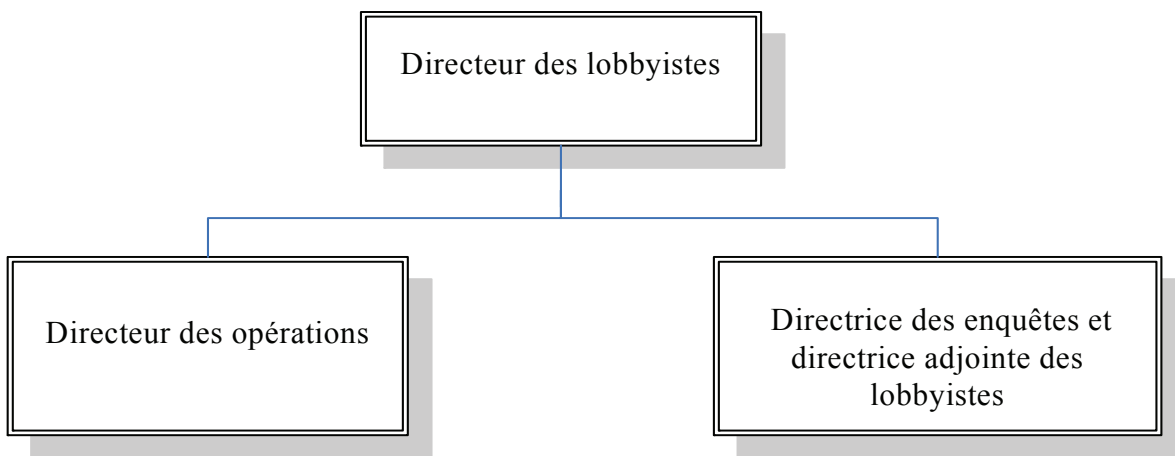 Directeur des lobbyistes
Directeur des opérations
Directrice des enquêtes et
directrice adjointe des
lobbyistes